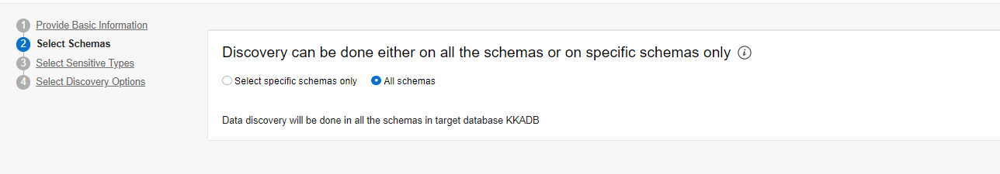 1 Provide Basic Information
2 Select Schemas
3 Select Sensitive Types
4 Select Discovery Options
Discovery can be done either on all the schemas or on specific schemas only i
Select specific schemas only All schemas
Data discovery will be done in all the schemas in target database KKADB